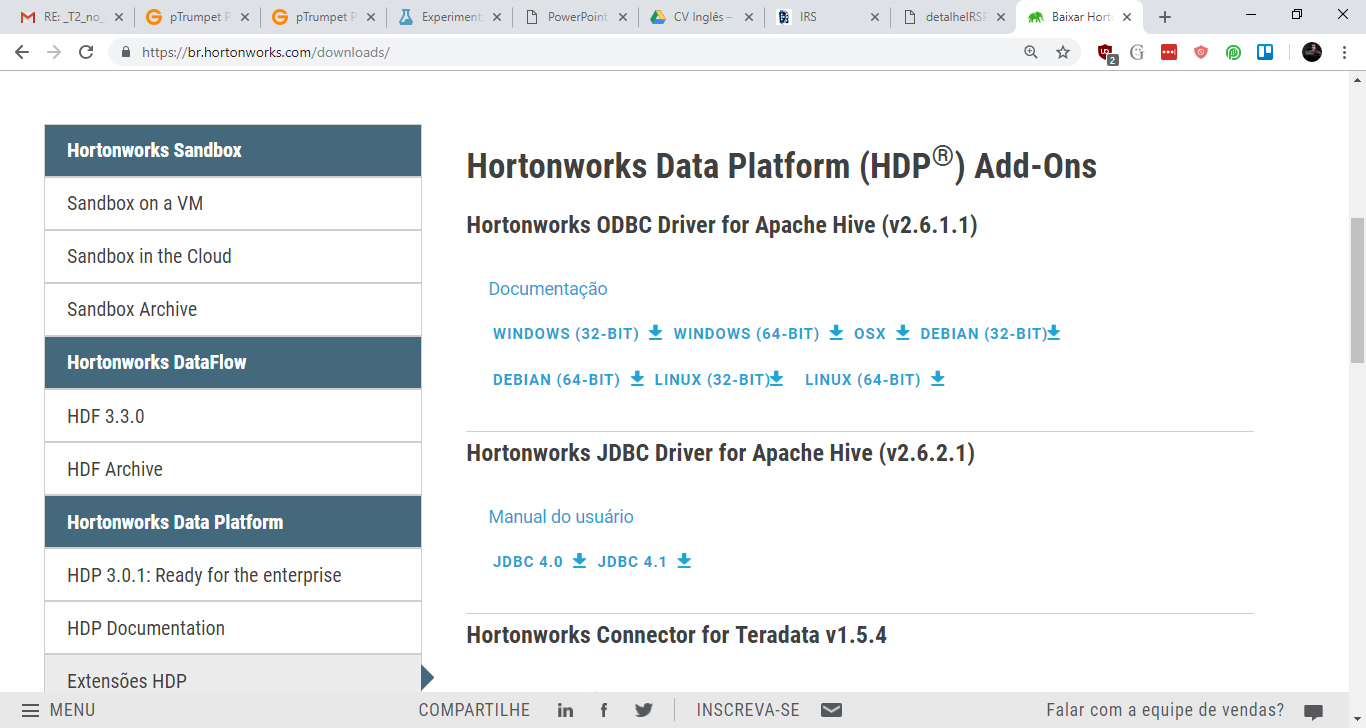 RE: _T2_no_
pTrumpet P
pTrumpet P
Experiment
PowerPoint
CV Inglês –
IRS
detalheIRSP
Baixar Horto
https://br.hortonworks.com/downloads/
2
Hortonworks Sandbox
Sandbox on a VM
Sandbox in the Cloud
Sandbox Archive
Hortonworks DataFlow
HDF 3.3.0
HDF Archive
Hortonworks Data Platform
HDP 3.0.1: Ready for the enterprise
HDP Documentation
Extensões HDP
Hortonworks Data Platform (HDP®) Add-Ons
Hortonworks ODBC Driver for Apache Hive (v2.6.1.1)
Documentação
WINDOWS (32-BIT) WINDOWS (64-BIT) OSX DEBIAN (32-BIT)
DEBIAN (64-BIT) LINUX (32-BIT) LINUX (64-BIT)
Hortonworks JDBC Driver for Apache Hive (v2.6.2.1)
Manual do usuário
JDBC 4.0 JDBC 4.1
Hortonworks Connector for Teradata v1.5.4
MENU COMPARTILHE INSCREVA-SE Falar com a equipe de vendas?